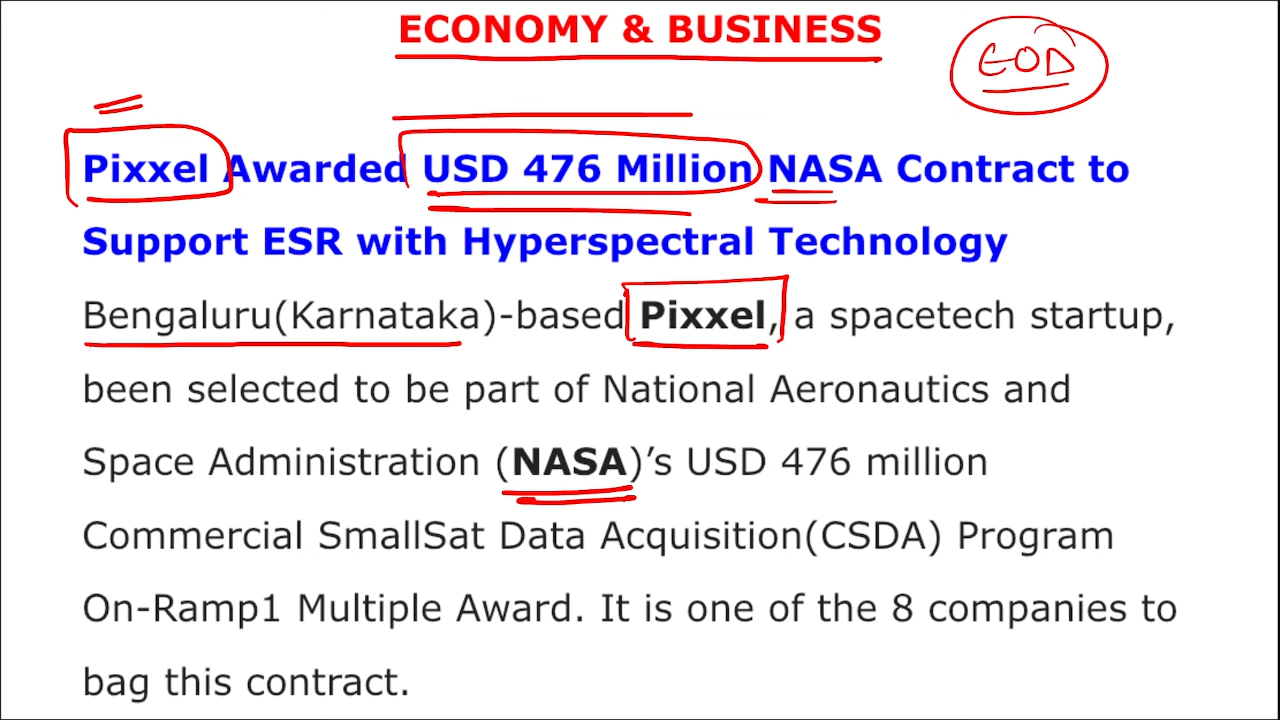 ECONOMY & BUSINESS
EOD
Pixxel Awarded USD 476 Million NASA Contract to
Support ESR with Hyperspectral Technology
Bengaluru(Karnataka)-based Pixxel, a spacetech startup,
been selected to be part of National Aeronautics and
Space Administration (NASA)’s USD 476 million
Commercial SmallSat Data Acquisition(CSDA) Program
On-Ramp1 Multiple Award. It is one of the 8 companies to
bag this contract.